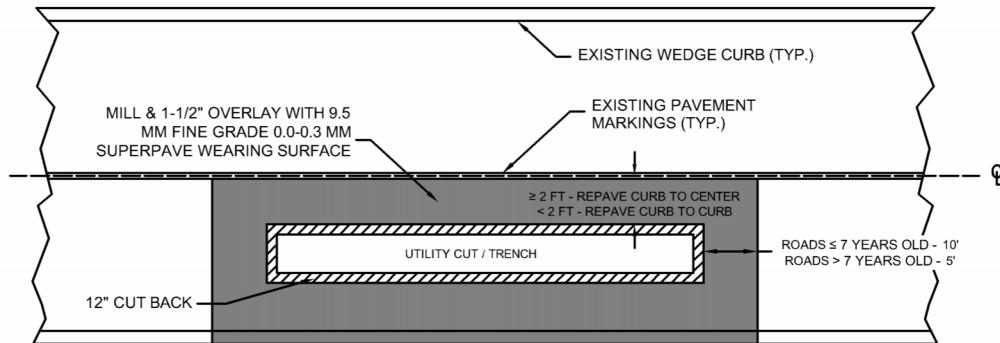 EXISTING WEDGE CURB (TYP.)
MILL & 1-1/2" OVERLAY WITH 9.5
MM FINE GRADE 0.0-0.3 MM
SUPERPAVE WEARING SURFACE
EXISTING PAVEMENT
MARKINGS (TYP.)
℄
≥ 2 FT - REPAVE CURB TO CENTER
< 2 FT - REPAVE CURB TO CURB
UTILITY CUT / TRENCH
ROADS ≤ 7 YEARS OLD - 10'
ROADS > 7 YEARS OLD - 5'
12" CUT BACK